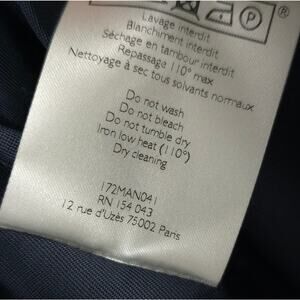 ®
Lavage interdit
Blanchiment interdit
Séchage en tambour interdit
Repassage 110° max
Nettoyage à sec tous solvants normaux
Do not wash
Do not bleach
Do not tumble dry
Iron low heat (110°)
Dry cleaning
172MAN041
RN 154 043
12 rue d'Uzès 75002 Paris